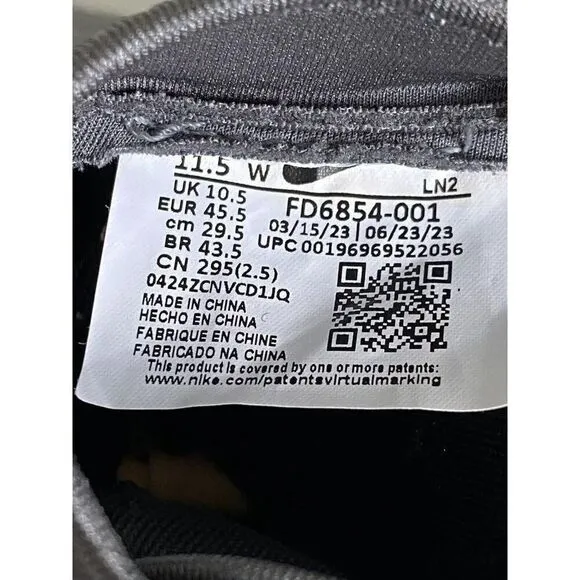 11.5 W LN2
UK 10.5
EUR 45.5
cm 29.5
BR 43.5
CN 295(2.5)
0424ZCNVCD1JQ
FD6854-001
03/15/23 | 06/23/23
UPC 00196969522056
MADE IN CHINA
HECHO EN CHINA
FABRIQUE EN CHINE
FABRICADO NA CHINA
This product is covered by one or more patents:
www.nike.com/patentsvirtualmarking